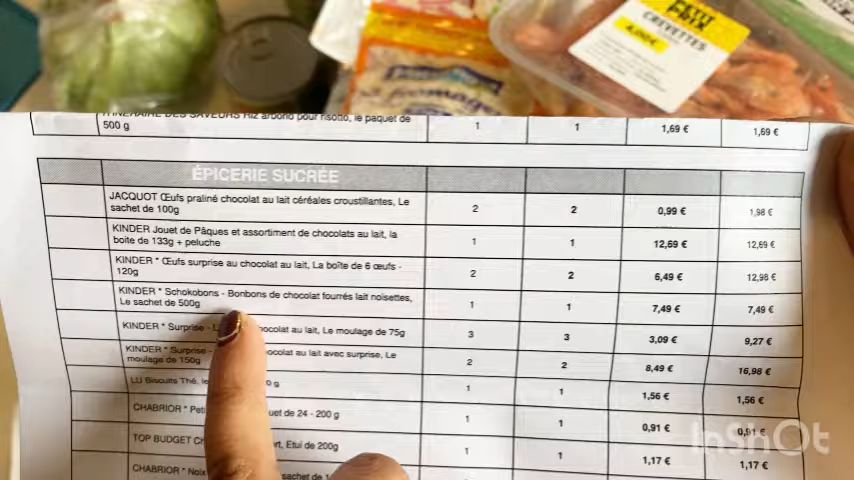 PETIT PRIX
CREVETTES
ITINERAIRE DES SAVEURS Riz arborio pour risotto, le paquet de
500 g 1 1 1,69 € 1,69 €
ÉPICERIE SUCRÉE
JACQUOT Œufs praliné chocolat au lait céréales croustillantes, Le
sachet de 100g 2 2 0,99 € 1,98 €
KINDER Jouet de Pâques et assortiment de chocolats au lait, la
boite de 133g + peluche 1 1 12,69 € 12,69 €
KINDER * Œufs surprise au chocolat au lait, La boîte de 6 œufs -
120g 2 2 6,49 € 12,98 €
KINDER * Schokobons - Bonbons de chocolat fourrés lait noisettes,
Le sachet de 500g 1 1 7,49 € 7,49 €
KINDER * Surprise - chocolat au lait, Le moulage de 75g 3 3 3,09 € 9,27 €
KINDER * Surprise - chocolat au lait avec surprise, Le
moulage de 150g 2 2 8,49 € 16,98 €
LU Biscuits Thé, 1 1 1,56 € 1,56 €
CHABRIOR * de 24 - 200 g 1 1 0,91 € 0,91 €
TOP BUDGET Etui de 200g 1 1 1,17 € 1,17 €
CHABRIOR * sachet de
InShOt